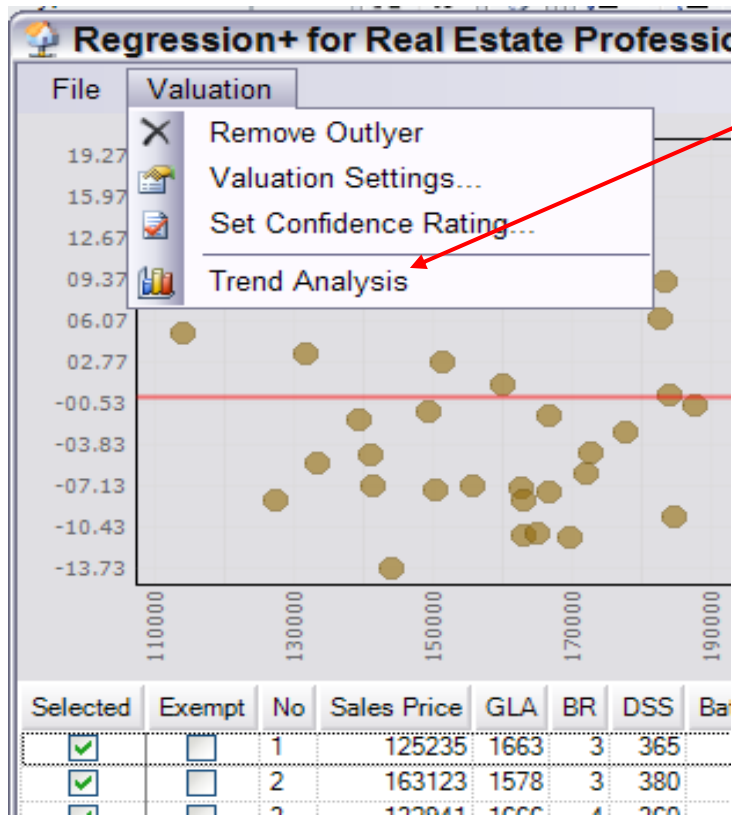 Regression+ for Real Estate Professio
File Valuation
Remove Outlyer
Valuation Settings...
Set Confidence Rating...
Trend Analysis
19.27
15.97
12.67
09.37
06.07
02.77
-00.53
-03.83
-07.13
-10.43
-13.73
110000 130000 150000 170000 190000
Selected Exempt No Sales Price GLA BR DSS Bat
1 125235 1663 3 365
2 163123 1578 3 380